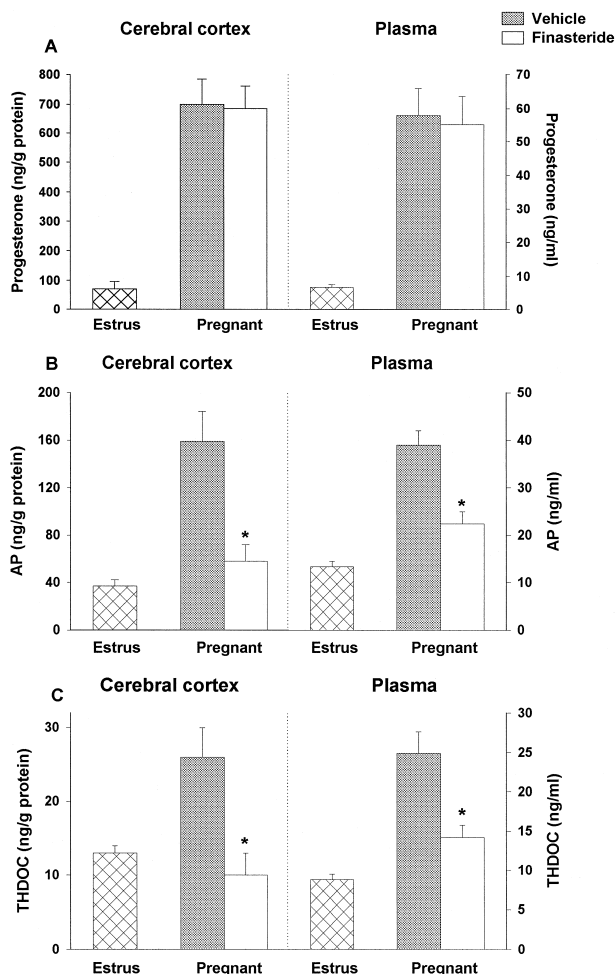 Vehicle
Finasteride
A
Cerebral cortex
Plasma
Progesterone (ng/g protein)
800
700
600
500
400
300
200
100
0
70
60
50
40
30
20
10
0
Progesterone
(ng/ml)
Estrus
Pregnant
Estrus
Pregnant
B
Cerebral cortex
Plasma
AP (ng/g protein)
200
160
120
80
40
0
50
40
30
20
10
0
AP (ng/ml)
*
*
Estrus
Pregnant
Estrus
Pregnant
C
Cerebral cortex
Plasma
THDOC (ng/g protein)
30
20
10
0
30
25
20
15
10
5
0
THDOC (ng/ml)
*
*
Estrus
Pregnant
Estrus
Pregnant